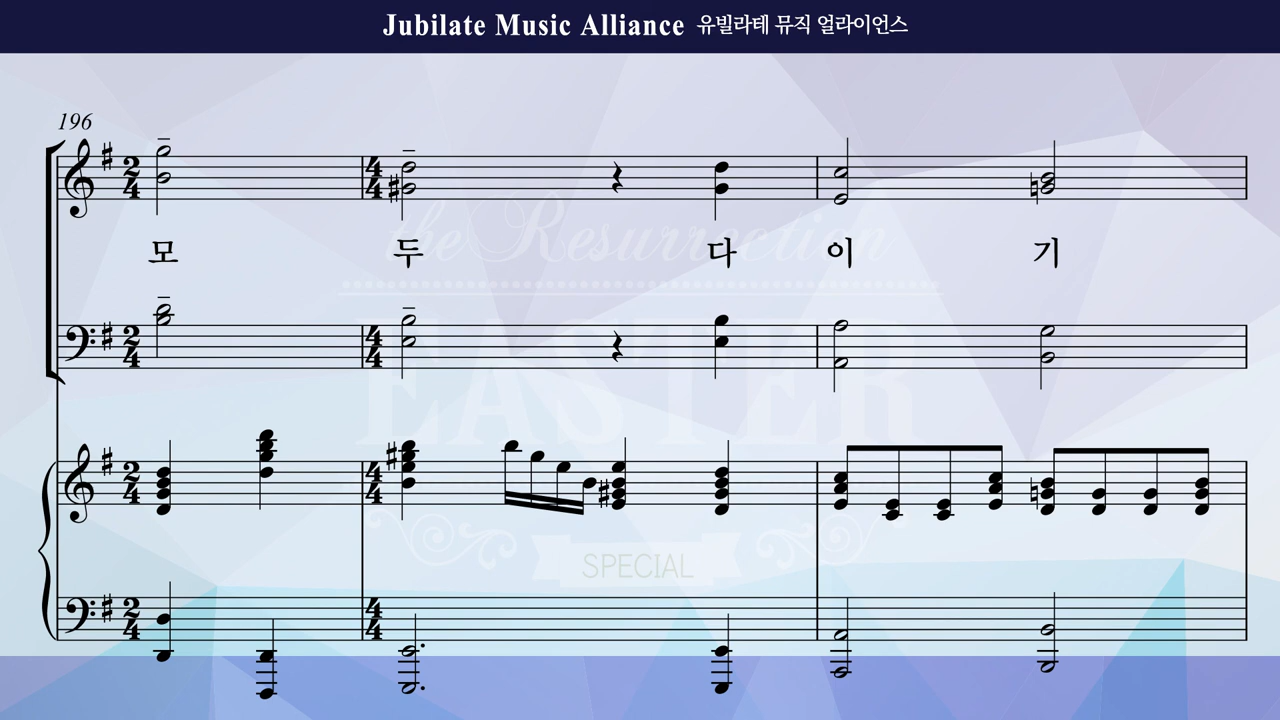 Jubilate Music Alliance 유빌라테 뮤직 얼라이언스
196
모 두 다 이 기
the Resurrection
EASTER
SPECIAL